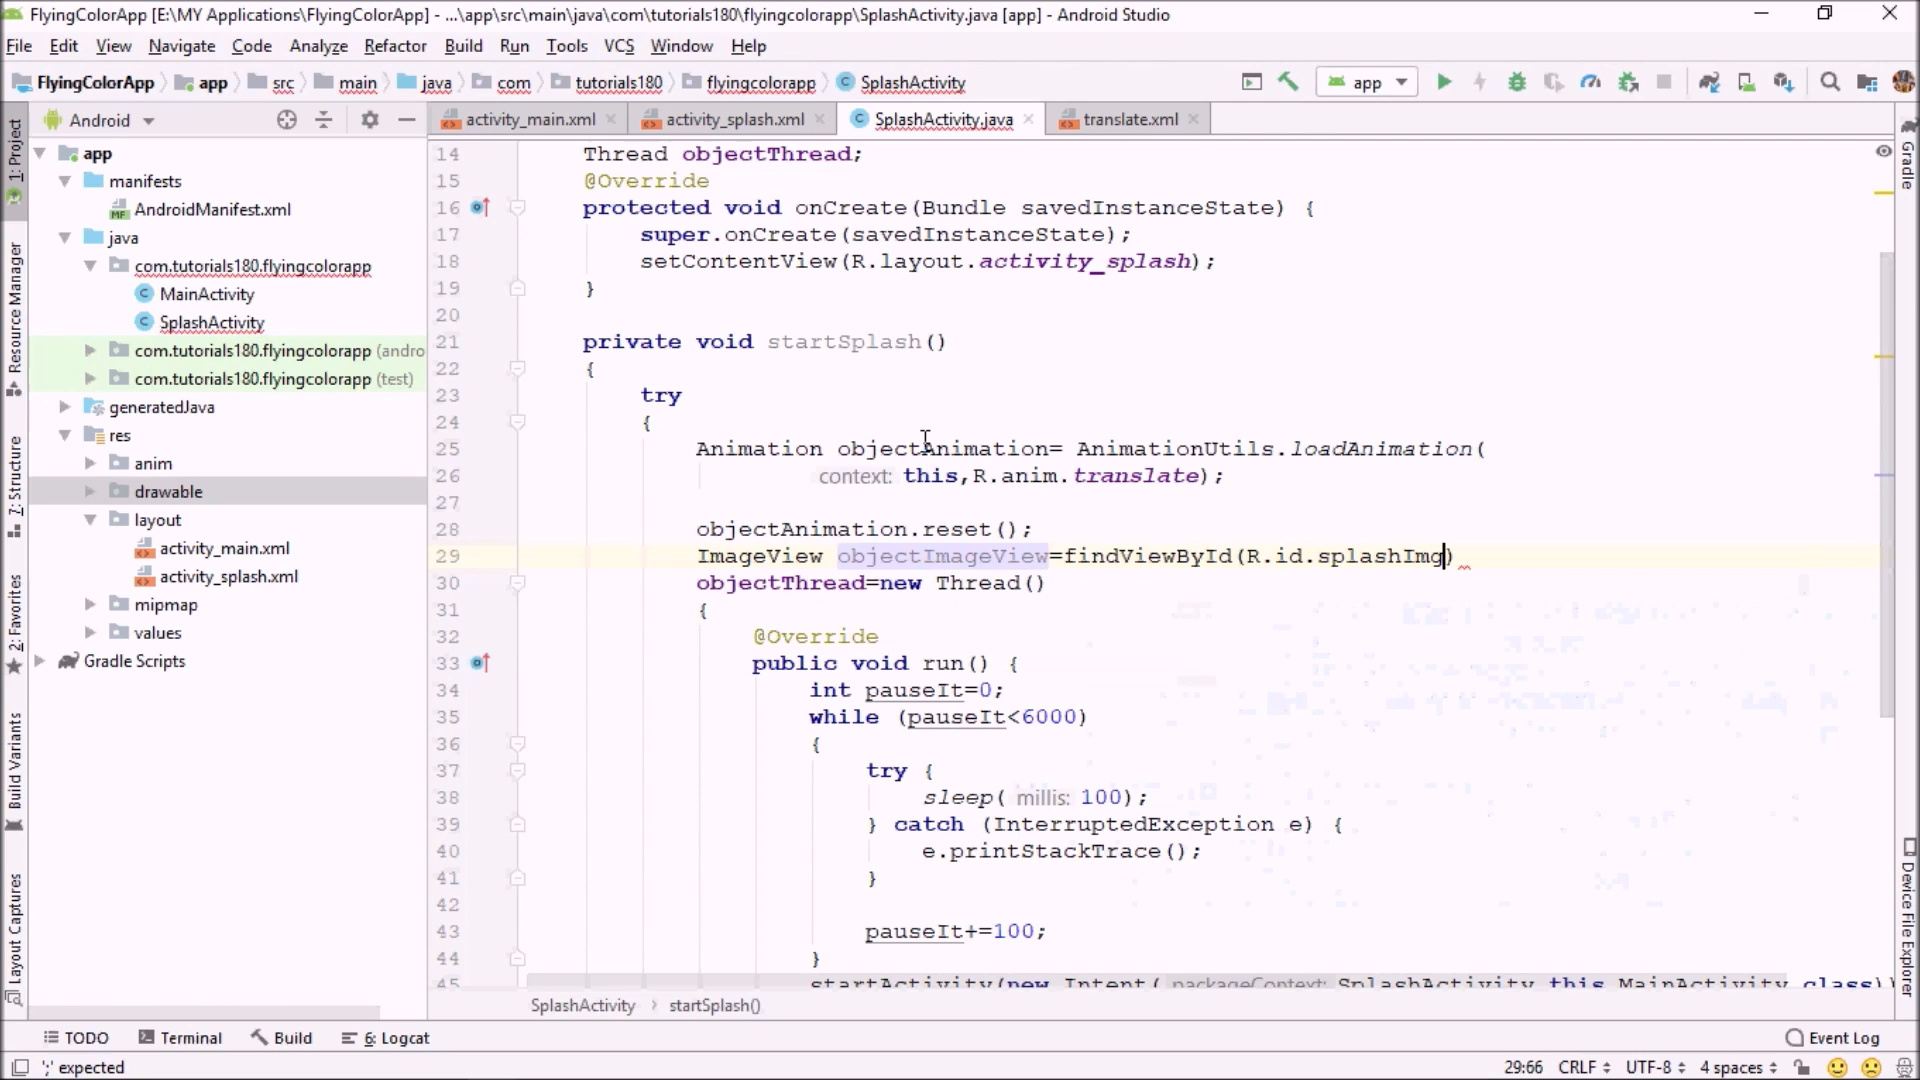 FlyingColorApp [E:\MY Applications\FlyingColorApp] - ...\app\src\main\java\com\tutorials180\flyingcolorapp\SplashActivity.java [app] - Android Studio
File Edit View Navigate Code Analyze Refactor Build Run Tools VCS Window Help
FlyingColorApp app src main java com tutorials180 flyingcolorapp SplashActivity app
Android
activity_main.xml activity_splash.xml SplashActivity.java translate.xml
1: Project
Resource Manager
7: Structure
2: Favorites
Build Variants
Layout Captures
app
manifests
AndroidManifest.xml
java
com.tutorials180.flyingcolorapp
MainActivity
SplashActivity
com.tutorials180.flyingcolorapp (andro
com.tutorials180.flyingcolorapp (test)
generatedJava
res
anim
drawable
layout
activity_main.xml
activity_splash.xml
mipmap
values
Gradle Scripts
14 Thread objectThread;
15 @Override
16 protected void onCreate(Bundle savedInstanceState) {
17 super.onCreate(savedInstanceState);
18 setContentView(R.layout.activity_splash);
19 }
20
21 private void startSplash()
22 {
23 try
24 {
25 Animation objectAnimation= AnimationUtils.loadAnimation(
26 context: this,R.anim.translate);
27
28 objectAnimation.reset();
29 ImageView objectImageView=findViewById(R.id.splashImg)
30 objectThread=new Thread()
31 {
32 @Override
33 public void run() {
34 int pauseIt=0;
35 while (pauseIt<6000)
36 {
37 try {
38 sleep( millis: 100);
39 } catch (InterruptedException e) {
40 e.printStackTrace();
41 }
42
43 pauseIt+=100;
44 }
45 startActivity(new Intent( packageContext: SplashActivity.this,MainActivity.class))
SplashActivity startSplash()
Gradle
Device File Explorer
TODO Terminal Build 6: Logcat Event Log
';' expected 29:66 CRLF UTF-8 4 spaces